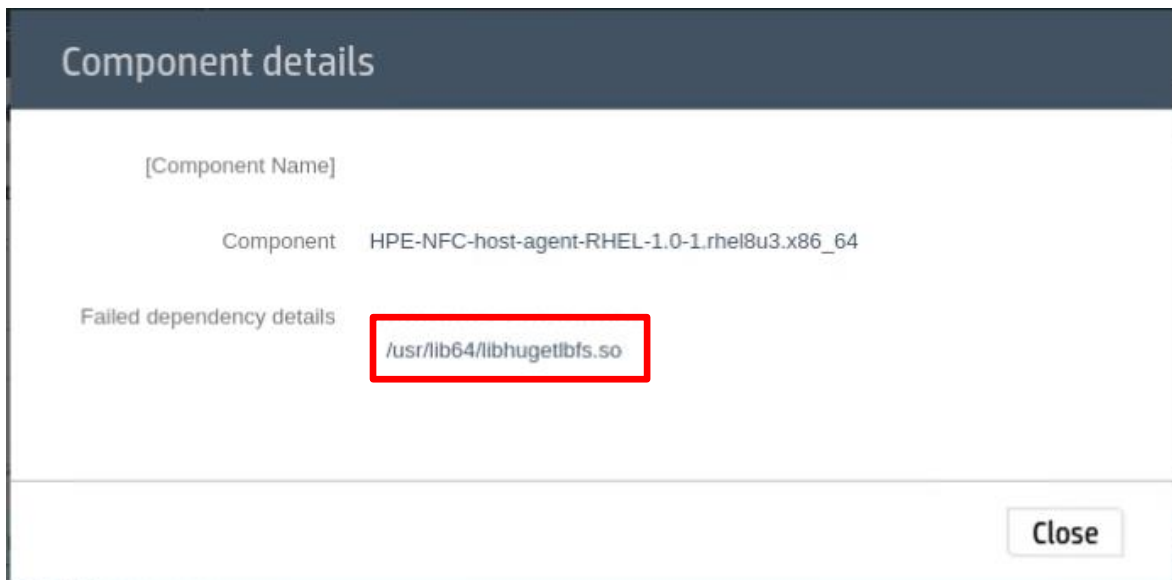 Component details
[Component Name]
Component HPE-NFC-host-agent-RHEL-1.0-1.rhel8u3.x86_64
Failed dependency details
/usr/lib64/libhugetlbfs.so
Close